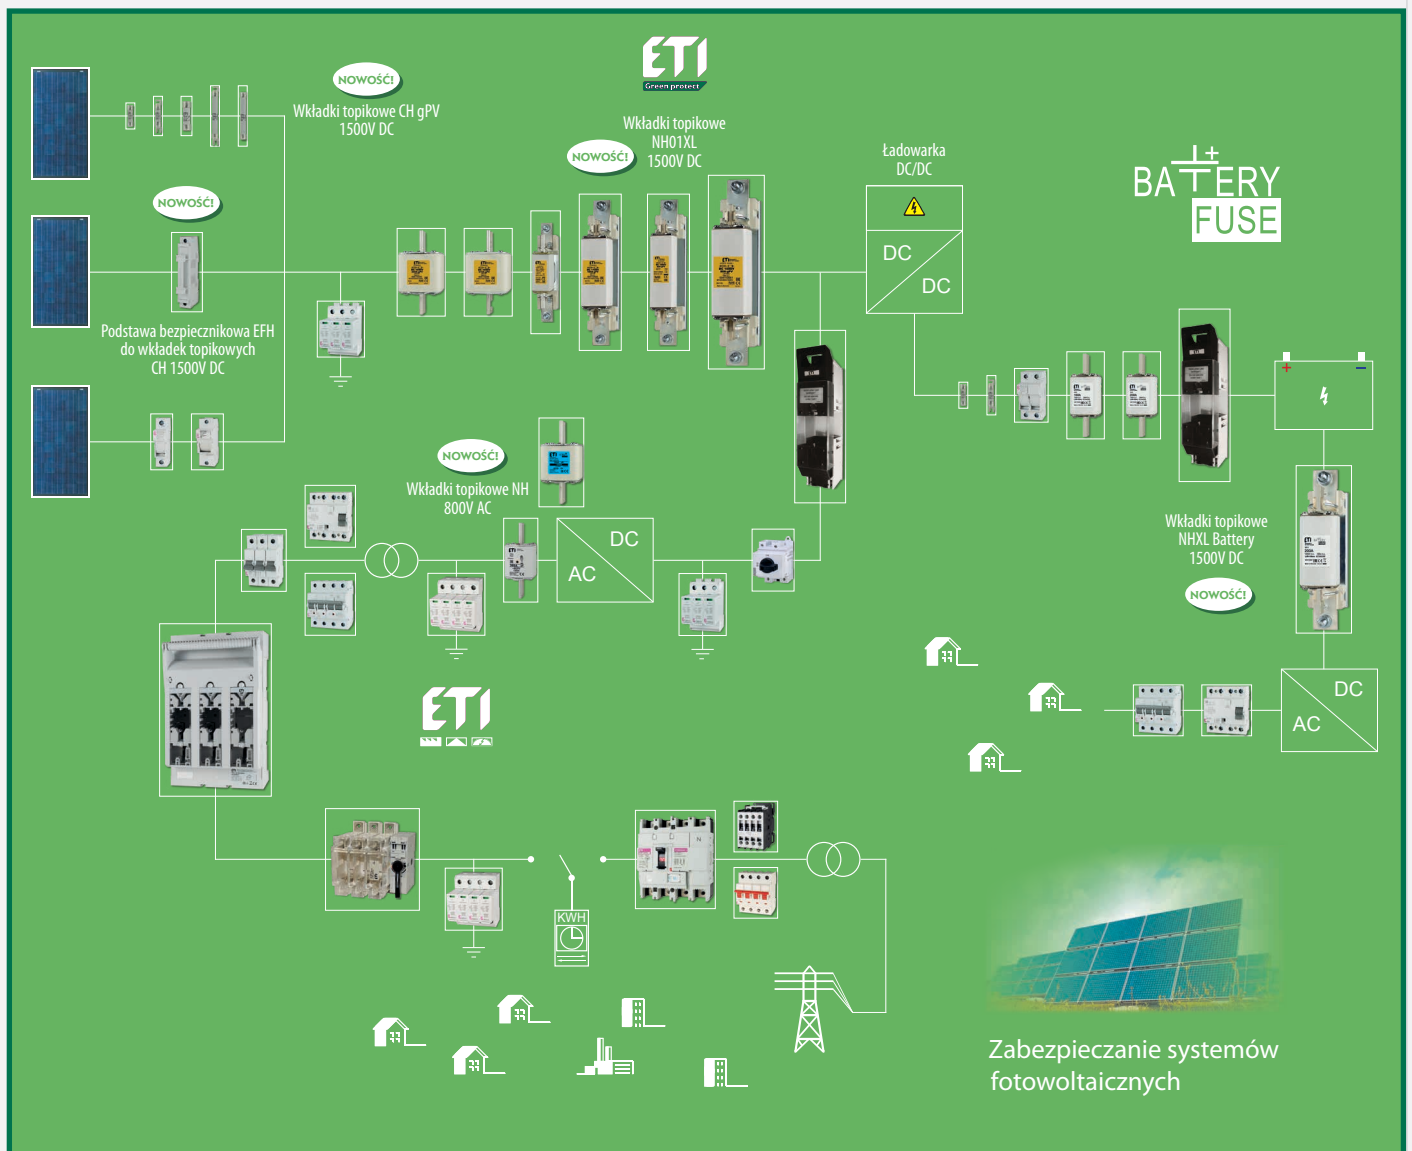 NOWOŚĆ!
Wkładki topikowe CH gPV
1500V DC
ETI
Green protect
Wkładki topikowe
NH01XL
1500V DC
NOWOŚĆ!
Ładowarka
DC/DC
DC
DC
BATTERY
FUSE
NOWOŚĆ!
Podstawa bezpiecznikowa EFH
do wkładek topikowych
CH 1500V DC
NOWOŚĆ!
Wkładki topikowe NH
800V AC
DC
AC
+
–
Wkładki topikowe
NHXL Battery
1500V DC
NOWOŚĆ!
DC
AC
ETI
KWH
Zabezpieczanie systemów
fotowoltaicznych